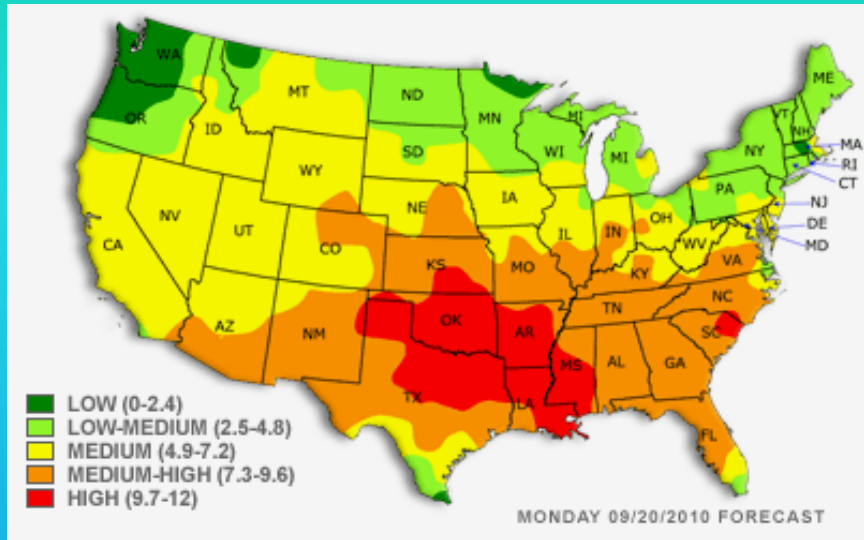 WA
ME
MT
ND
VT
OR
MN
MI
NH
ID
MA
SD
WI
NY
RI
MI
WY
CT
PA
IA
NE
NJ
NV
OH
IL
IN
DE
UT
CA
CO
WV
MD
KS
VA
MO
KY
NC
TN
OK
AZ
NM
AR
SC
MS
AL
GA
TX
LA
FL
LOW (0-2.4)
LOW-MEDIUM (2.5-4.8)
MEDIUM (4.9-7.2)
MEDIUM-HIGH (7.3-9.6)
HIGH (9.7-12)
MONDAY 09/20/2010 FORECAST